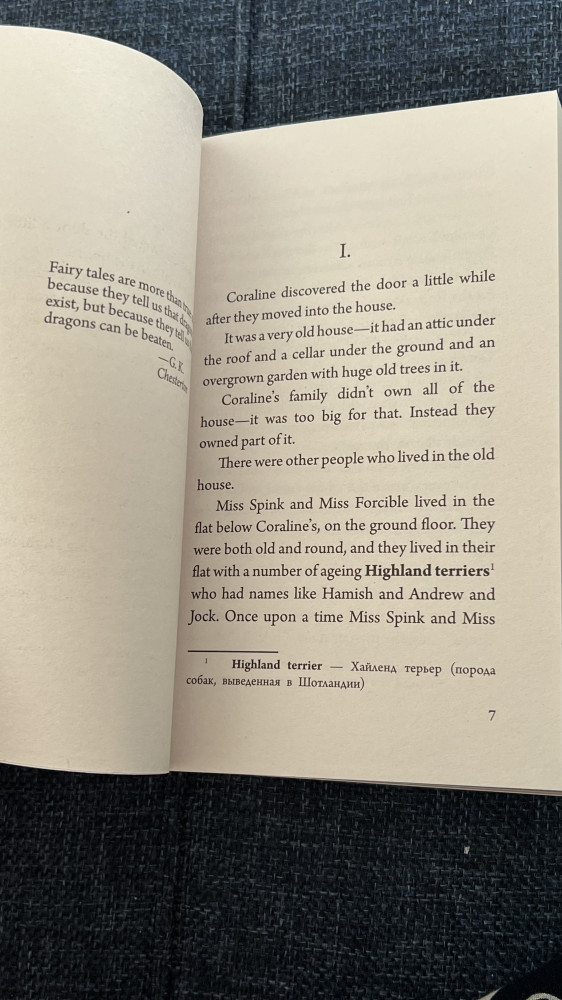 Fairy tales are more than
because they tell us that
exist, but because they tell
dragons can be beaten.
—G. K.
Chesterton
I.
Coraline discovered the door a little while
after they moved into the house.
It was a very old house—it had an attic under
the roof and a cellar under the ground and an
overgrown garden with huge old trees in it.
Coraline's family didn't own all of the
house—it was too big for that. Instead they
owned part of it.
There were other people who lived in the old
house.
Miss Spink and Miss Forcible lived in the
flat below Coraline's, on the ground floor. They
were both old and round, and they lived in their
flat with a number of ageing Highland terriers¹
who had names like Hamish and Andrew and
Jock. Once upon a time Miss Spink and Miss
¹ Highland terrier — Хайленд терьер (порода
собак, выведенная в Шотландии)
7